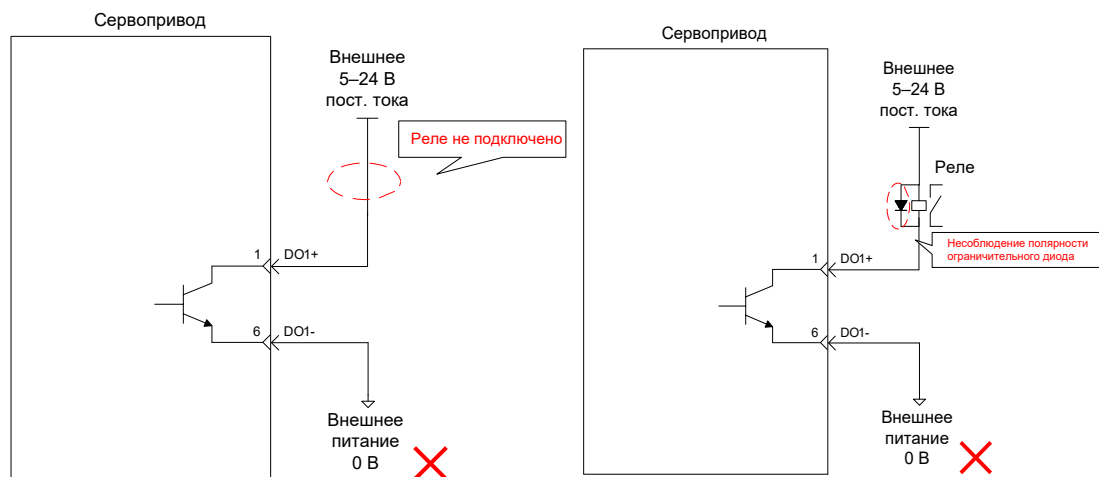 Сервопривод
Внешнее
5–24 В
пост. тока
Реле не подключено
1
DO1+
6
DO1-
Внешнее
питание
0 В
Сервопривод
Внешнее
5–24 В
пост. тока
Реле
Несоблюдение полярности
ограничительного диода
1
DO1+
6
DO1-
Внешнее
питание
0 В